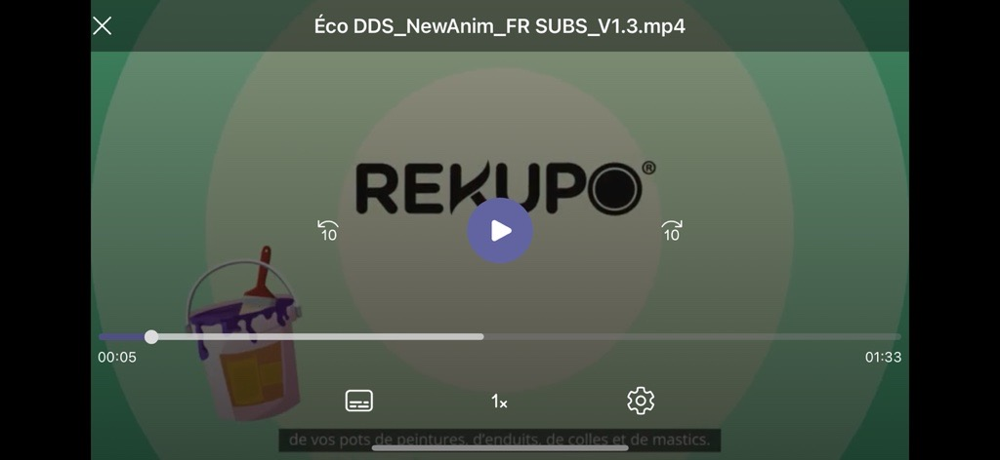 Éco DDS_NewAnim_FR SUBS_V1.3.mp4
REKUPO®
10
10
00:05
01:33
1x
de vos pots de peintures, d'enduits, de colles et de mastics.